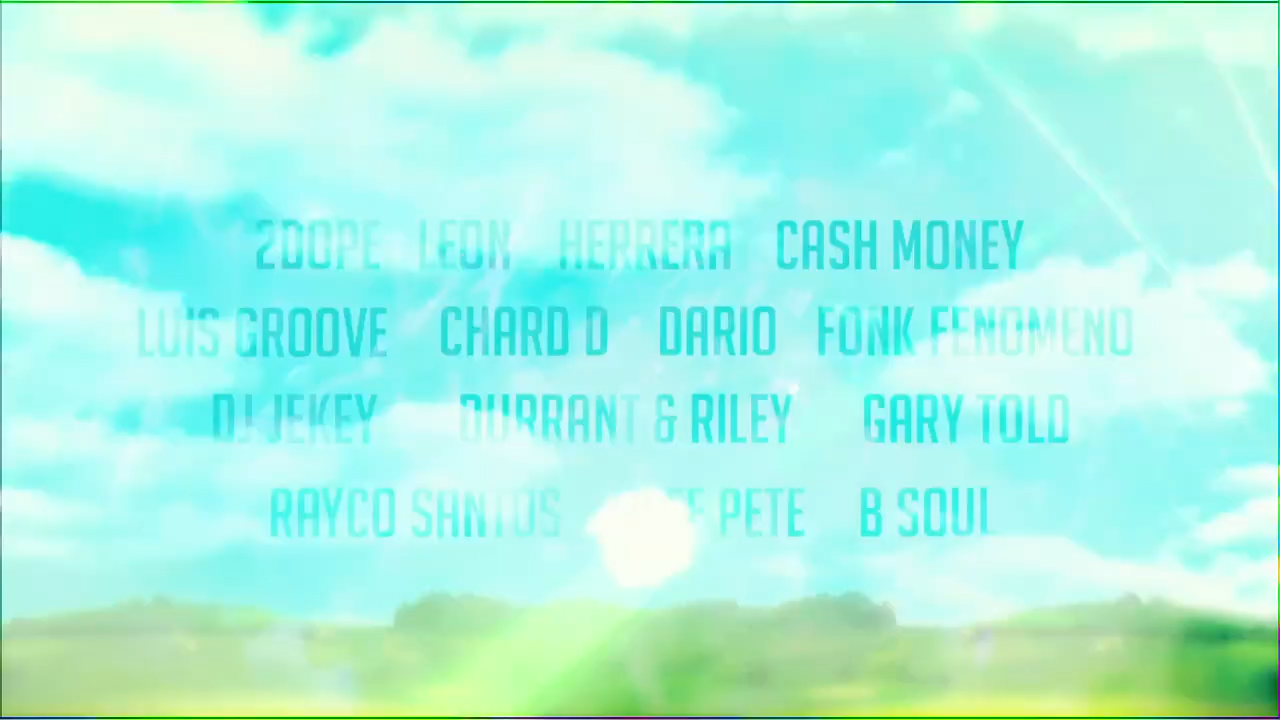 2DOPE LEON HERRERA CASH MONEY
LUIS GROOVE CHARD D DARIO FONK FENOMENO
DJ JEKEY DURRANT & RILEY GARY TOLD
RAYCO SANTOS PETE B SOUL